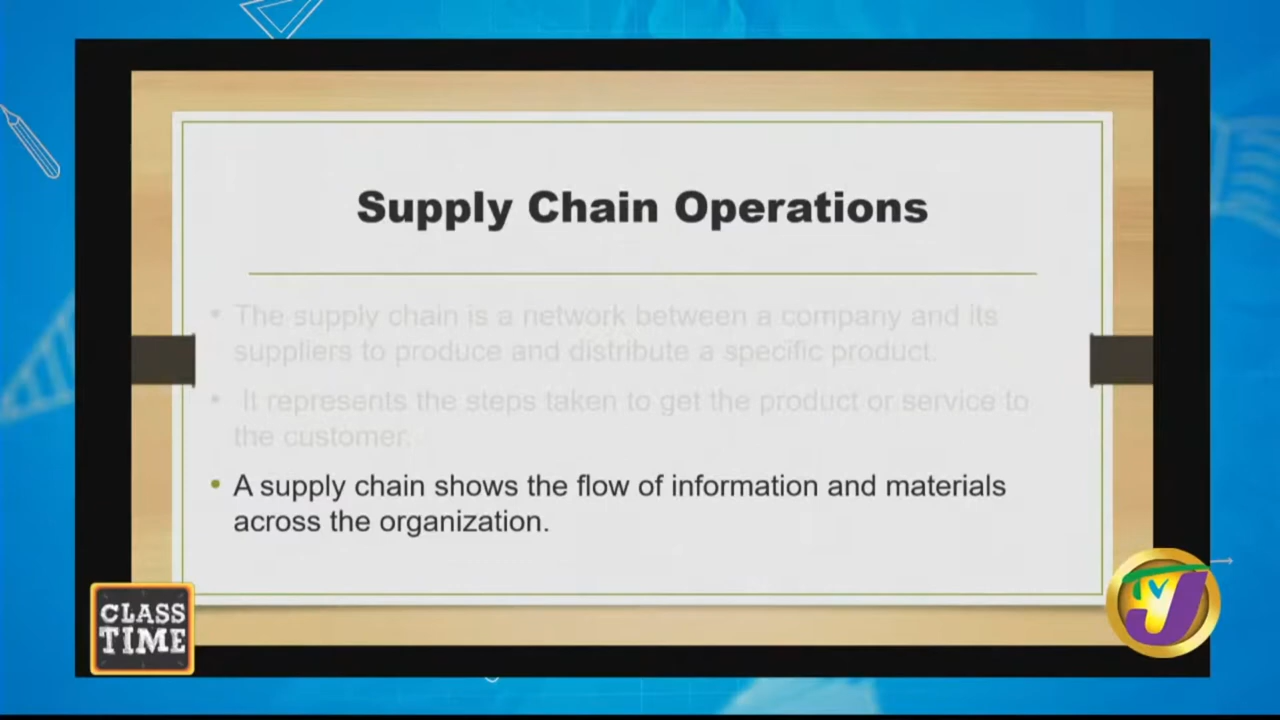 Supply Chain Operations
• The supply chain is a network between a company and its
suppliers to produce and distribute a specific product.
• It represents the steps taken to get the product or service to
the customer.
• A supply chain shows the flow of information and materials
across the organization.
CLASS
TIME
TVJ